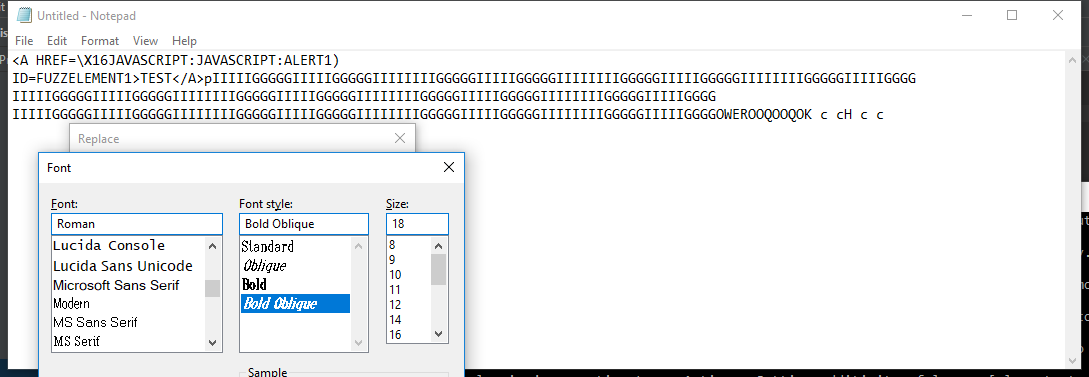 Untitled - Notepad
File Edit Format View Help
<A HREF=\X16JAVASCRIPT:JAVASCRIPT:ALERT1)
ID=FUZZELEMENT1>TEST</A>pIIIIIGGGGGIIIIIGGGGGIIIIIIIIGGGGGIIIIIGGGGGIIIIIIIIGGGGGIIIIIGGGGGIIIIIIIIGGGGGIIIIIGGGG
IIIIIGGGGGIIIIIGGGGGIIIIIIIIGGGGGIIIIIGGGGGIIIIIIIIGGGGGIIIIIGGGGGIIIIIIIIGGGGGIIIIIGGGG
IIIIIGGGGGIIIIIGGGGGIIIIIIIIGGGGGIIIIIGGGGGIIIIIIIIGGGGGIIIIIGGGGGIIIIIIIIGGGGGIIIIIGGGGOWEROOQOOQOK c cH c c
Replace
Font
Font: Font style: Size:
Roman Bold Oblique 18
Lucida Console Standard 8
Lucida Sans Unicode Oblique 9
Microsoft Sans Serif Bold 10
Modern Bold Oblique 11
MS Sans Serif 12
MS Serif 14
16
Sample